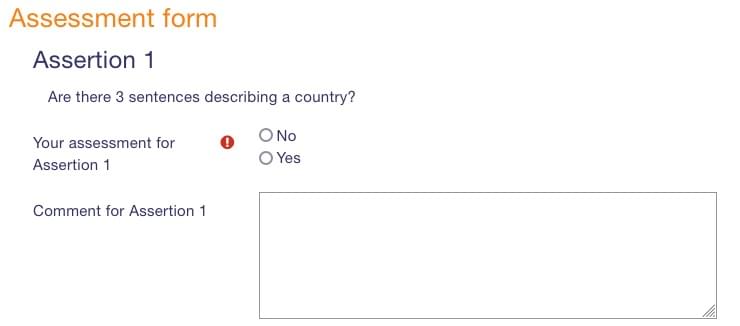 Assessment form
Assertion 1
Are there 3 sentences describing a country?
Your assessment for
Assertion 1
No
Yes
Comment for Assertion 1